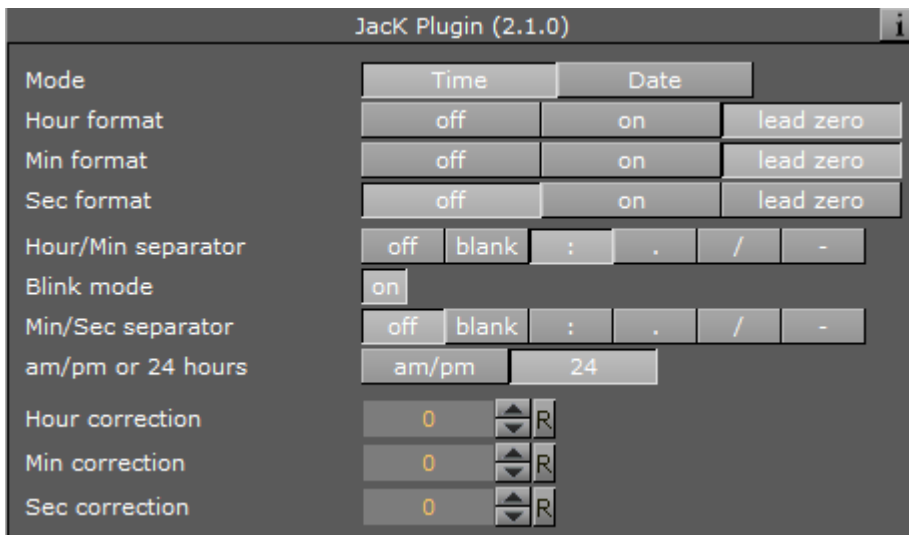 JacK Plugin (2.1.0) i
Mode Time Date
Hour format off on lead zero
Min format off on lead zero
Sec format off on lead zero
Hour/Min separator off blank : . / -
Blink mode on
Min/Sec separator off blank : . / -
am/pm or 24 hours am/pm 24
Hour correction 0 R
Min correction 0 R
Sec correction 0 R